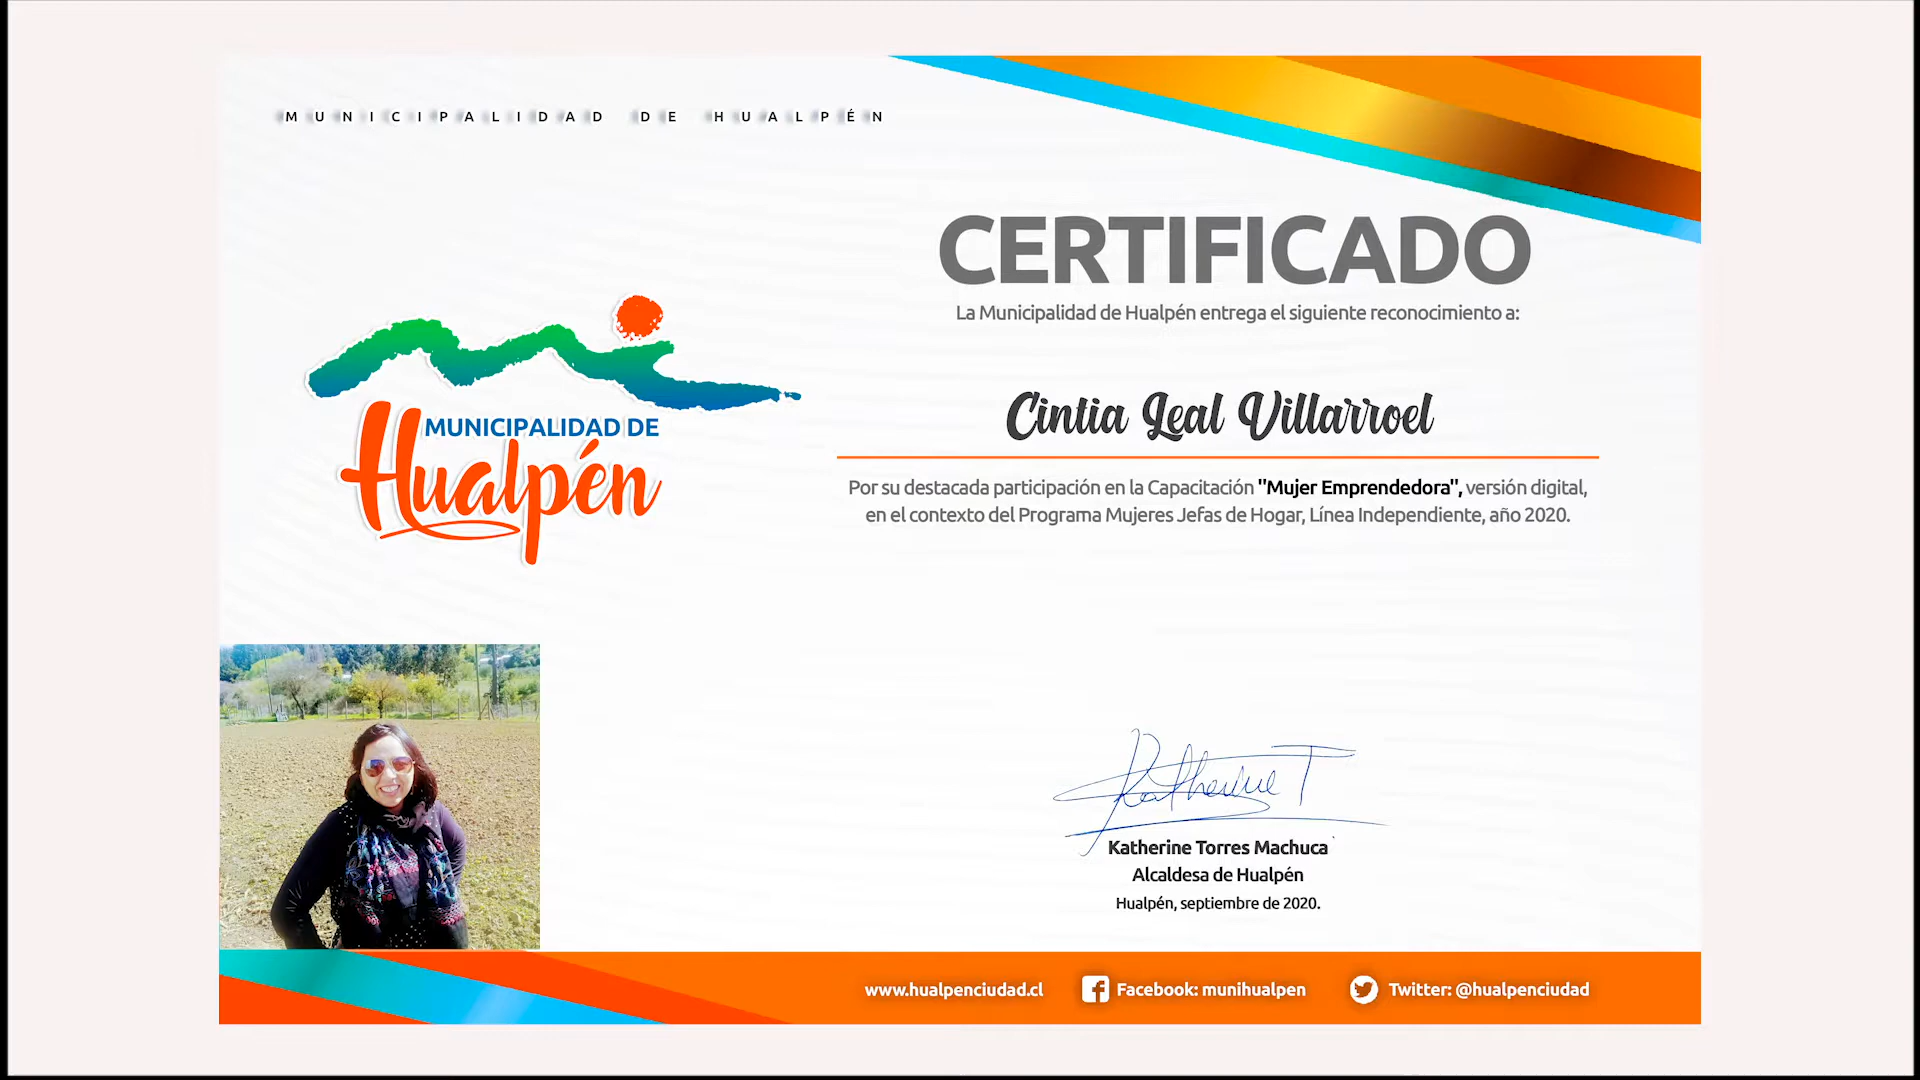 MUNICIPALIDAD DE HUALPÉN
CERTIFICADO
La Municipalidad de Hualpén entrega el siguiente reconocimiento a:
MUNICIPALIDAD DE
Hualpén
Cintia Leal Villarroel
Por su destacada participación en la Capacitación "Mujer Emprendedora", versión digital,
en el contexto del Programa Mujeres Jefas de Hogar, Línea Independiente, año 2020.
Katherine T
Katherine Torres Machuca
Alcaldesa de Hualpén
Hualpén, septiembre de 2020.
www.hualpenciudad.cl Facebook: munihualpen Twitter: @hualpenciudad